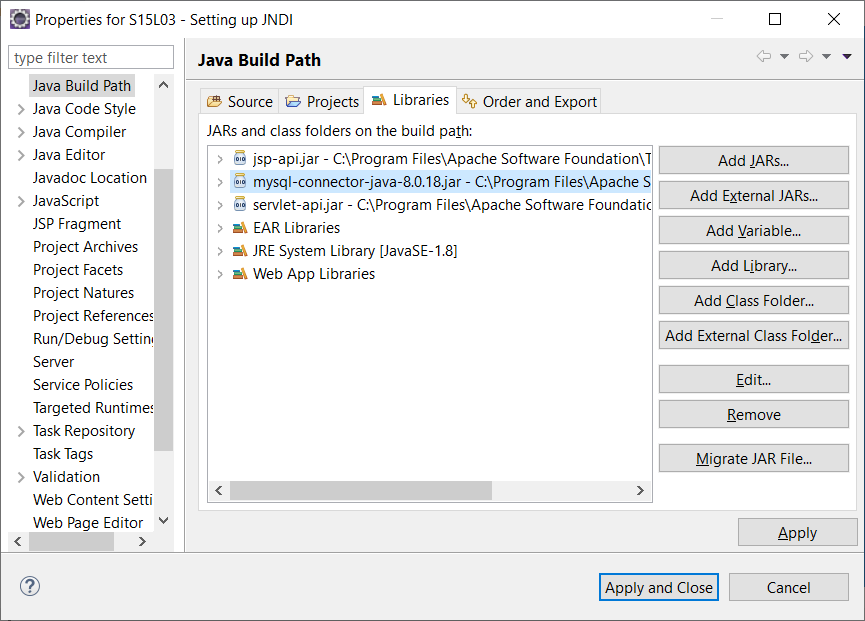 Properties for S15L03 - Setting up JNDI
type filter text
Java Build Path
Java Code Style
Java Compiler
Java Editor
Javadoc Location
JavaScript
JSP Fragment
Project Archives
Project Facets
Project Natures
Project References
Run/Debug Setting
Server
Service Policies
Targeted Runtimes
Task Repository
Task Tags
Validation
Web Content Setti
Web Page Editor
Java Build Path
Source
Projects
Libraries
Order and Export
JARs and class folders on the build path:
jsp-api.jar - C:\Program Files\Apache Software Foundation\T
mysql-connector-java-8.0.18.jar - C:\Program Files\Apache S
servlet-api.jar - C:\Program Files\Apache Software Foundatic
EAR Libraries
JRE System Library [JavaSE-1.8]
Web App Libraries
Add JARs...
Add External JARs...
Add Variable...
Add Library...
Add Class Folder...
Add External Class Folder...
Edit...
Remove
Migrate JAR File...
Apply
?
Apply and Close
Cancel